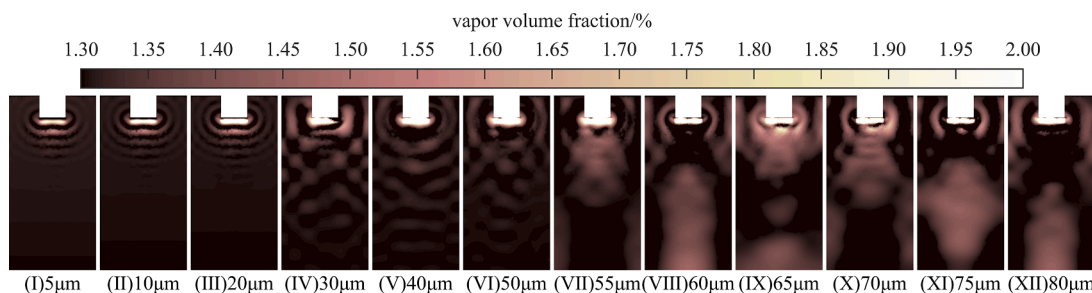 vapor volume fraction/%
1.30 1.35 1.40 1.45 1.50 1.55 1.60 1.65 1.70 1.75 1.80 1.85 1.90 1.95 2.00
(I)5μm (II)10μm (III)20μm (IV)30μm (V)40μm (VI)50μm (VII)55μm (VIII)60μm (IX)65μm (X)70μm (XI)75μm (XII)80μm